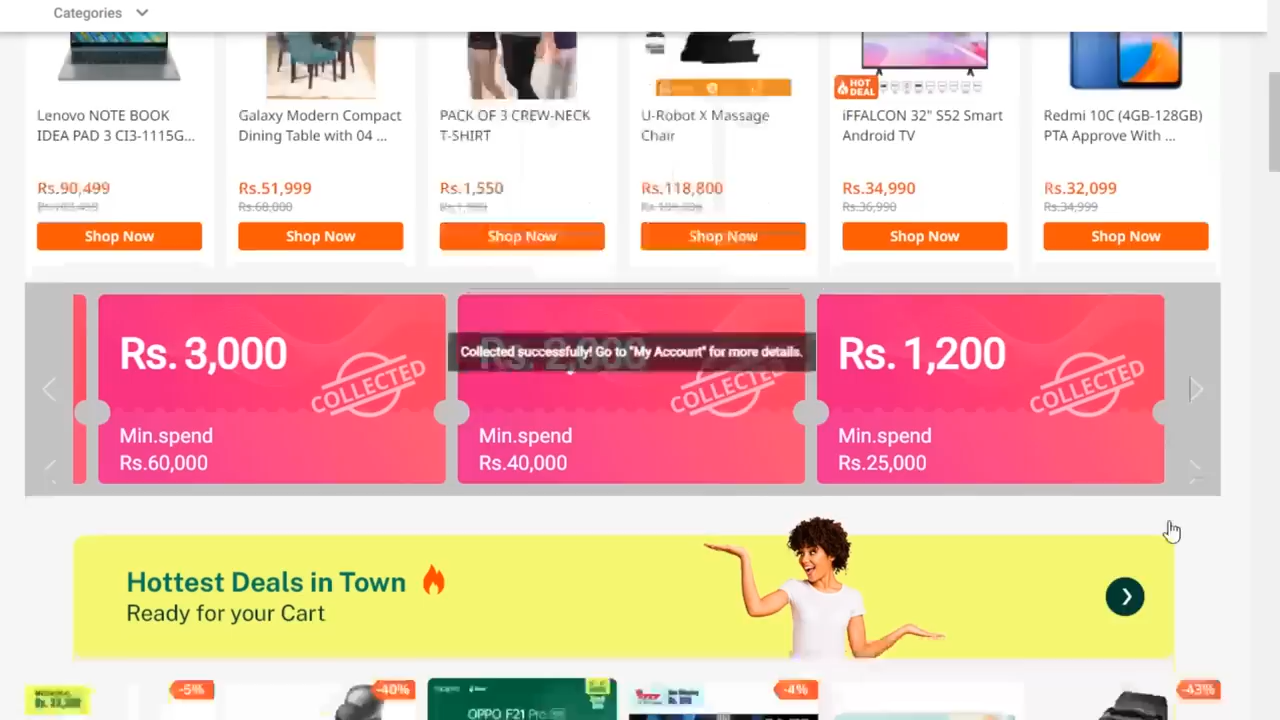 Categories
HOT
DEAL
Lenovo NOTE BOOK
IDEA PAD 3 CI3-1115G...
Galaxy Modern Compact
Dining Table with 04 ...
PACK OF 3 CREW-NECK
T-SHIRT
U-Robot X Massage
Chair
iFFALCON 32" S52 Smart
Android TV
Redmi 10C (4GB-128GB)
PTA Approve With ...
Rs.90,499
Rs.51,999
Rs.68,000
Rs.1,550
Rs.118,800
Rs.34,990
Rs.36,990
Rs.32,099
Rs.34,999
Shop Now
Shop Now
Shop Now
Shop Now
Shop Now
Shop Now
Rs. 3,000
COLLECTED
Min.spend
Rs.60,000
Collected successfully! Go to "My Account" for more details.
Rs. 2,000
COLLECTED
Min.spend
Rs.40,000
Rs. 1,200
COLLECTED
Min.spend
Rs.25,000
Hottest Deals in Town
Ready for your Cart
-5%
-40%
OPPO F21 Pro
-4%
-43%